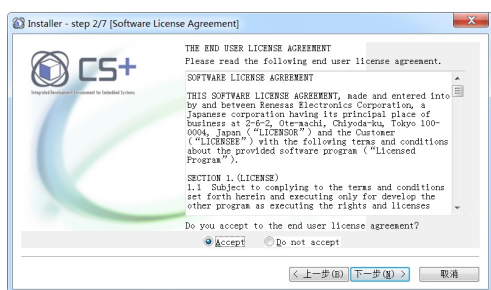 Installer - step 2/7 [Software License Agreement]
CS+
Integrated Development Environment for Embedded Systems
THE END USER LICENSE AGREEMENT
Please read the following end user license agreement.
SOFTWARE LICENSE AGREEMENT
THIS SOFTWARE LICENSE AGREEMENT, made and entered into
by and between Renesas Electronics Corporation, a
Japanese corporation having its principal place of
business at 2-6-2, Ote-machi, Chiyoda-ku, Tokyo 100-
0004, Japan ("LICENSOR") and the Customer
("LICENSEE") with the following terms and conditions
about the provided software program ("Licensed
Program").
SECTION 1.(LICENSE)
1.1 Subject to complying to the terms and conditions
set forth herein and executing only for develop the
other program as executing the rights and licenses
Do you accept to the end user license agreement?
Accept
Do not accept
< 上一步(B)
下一步(N) >
取消